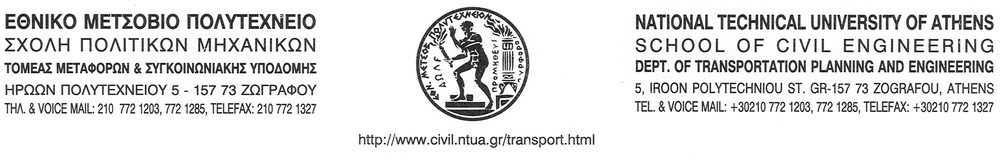 ΕΘΝΙΚΟ ΜΕΤΣΟΒΙΟ ΠΟΛΥΤΕΧΝΕΙΟ
ΣΧΟΛΗ ΠΟΛΙΤΙΚΩΝ ΜΗΧΑΝΙΚΩΝ
ΤΟΜΕΑΣ ΜΕΤΑΦΟΡΩΝ & ΣΥΓΚΟΙΝΩΝΙΑΚΗΣ ΥΠΟΔΟΜΗΣ
ΗΡΩΩΝ ΠΟΛΥΤΕΧΝΕΙΟΥ 5 - 157 73 ΖΩΓΡΑΦΟΥ
ΤΗΛ. & VOICE MAIL: 210 772 1203, 772 1285, TELEFAX: 210 772 1327
ΕΘΝ. ΜΕΤΣΟΒ. ΠΟΛΥΤΕΧΝΕΙΟΝ
ΠΡΟΜΗΘΕΥΣ
http://www.civil.ntua.gr/transport.html
NATIONAL TECHNICAL UNIVERSITY OF ATHENS
SCHOOL OF CIVIL ENGINEERING
DEPT. OF TRANSPORTATION PLANNING AND ENGINEERING
5, IROON POLYTECHNIOU ST. GR-157 73 ZOGRAFOU, ATHENS
TEL. & VOICE MAIL: +30210 772 1203, 772 1285, TELEFAX: +30210 772 1327